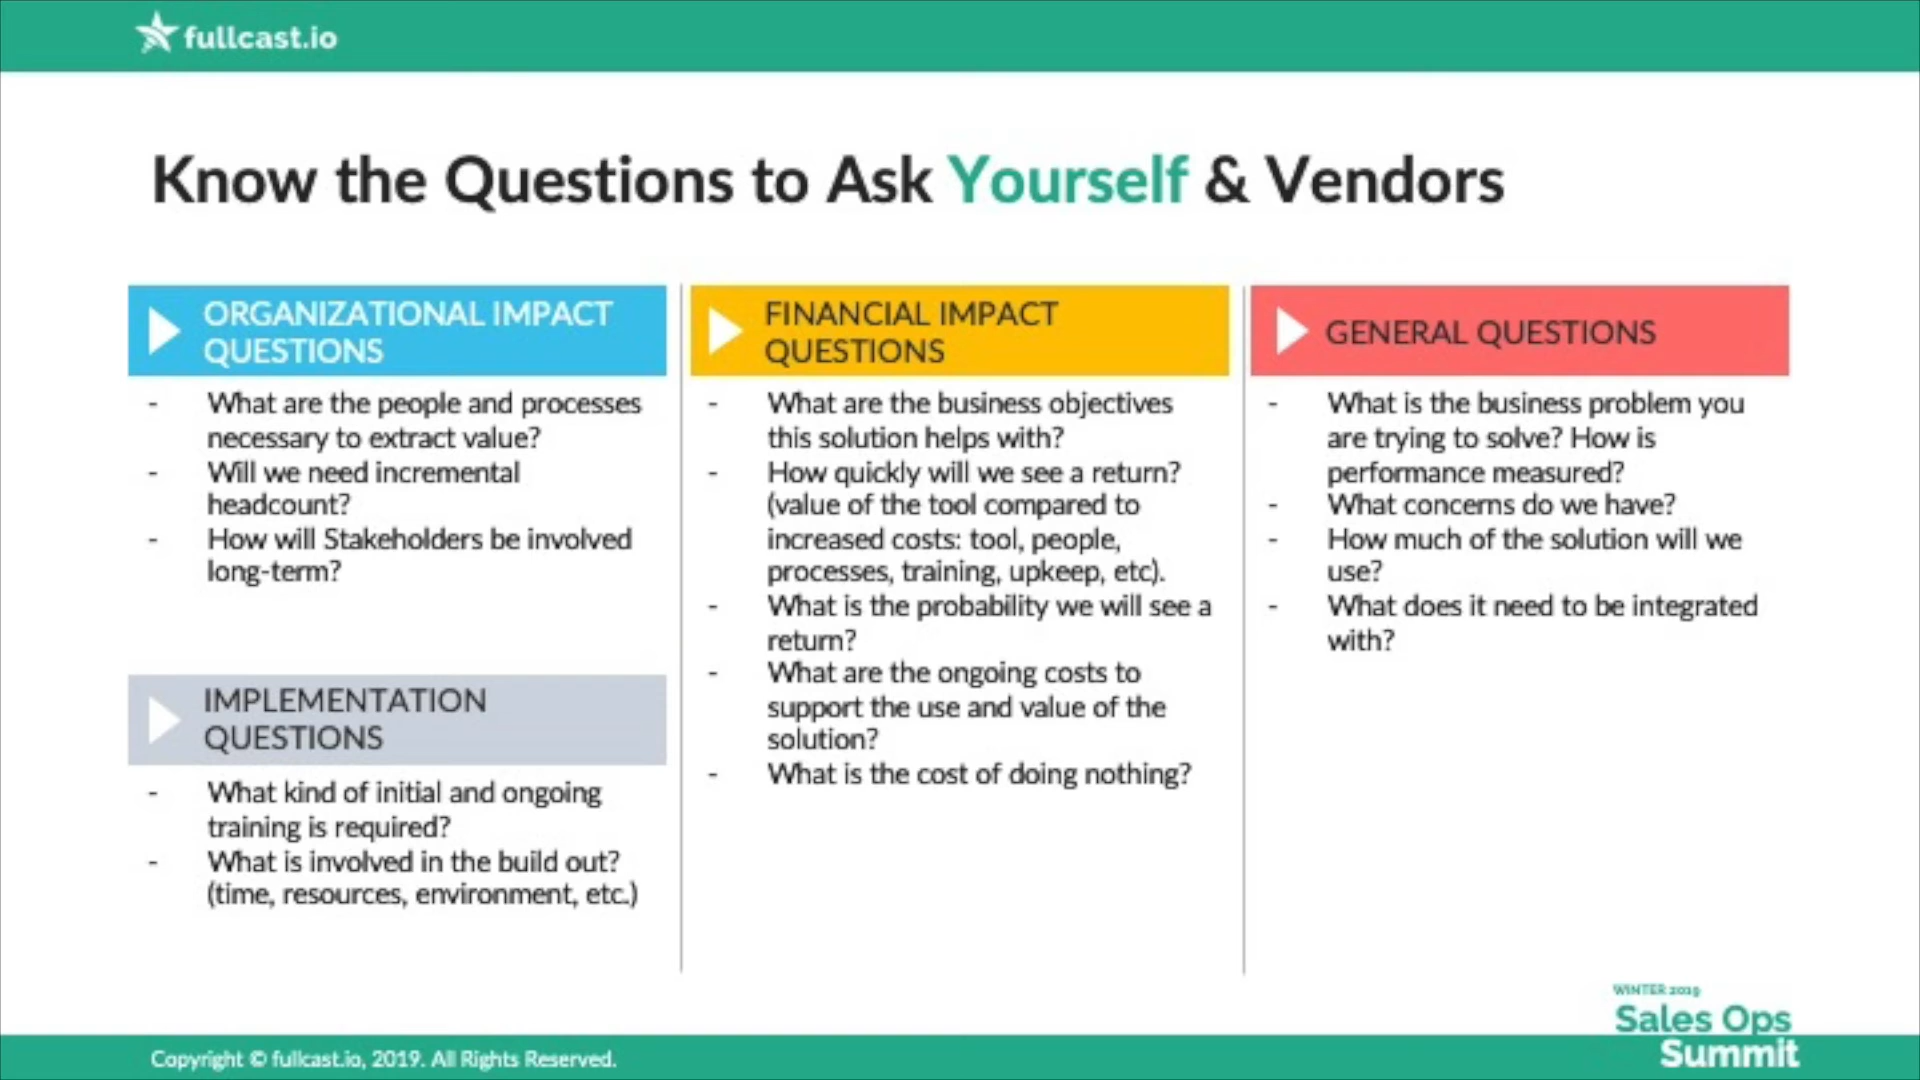 fullcast.io
Know the Questions to Ask Yourself & Vendors
ORGANIZATIONAL IMPACT
QUESTIONS
- What are the people and processes
necessary to extract value?
- Will we need incremental
headcount?
- How will Stakeholders be involved
long-term?
IMPLEMENTATION
QUESTIONS
- What kind of initial and ongoing
training is required?
- What is involved in the build out?
(time, resources, environment, etc.)
FINANCIAL IMPACT
QUESTIONS
- What are the business objectives
this solution helps with?
- How quickly will we see a return?
(value of the tool compared to
increased costs: tool, people,
processes, training, upkeep, etc).
- What is the probability we will see a
return?
- What are the ongoing costs to
support the use and value of the
solution?
- What is the cost of doing nothing?
GENERAL QUESTIONS
- What is the business problem you
are trying to solve? How is
performance measured?
- What concerns do we have?
- How much of the solution will we
use?
- What does it need to be integrated
with?
WINTER 2019
Sales Ops
Summit
Copyright © fullcast.io, 2019. All Rights Reserved.